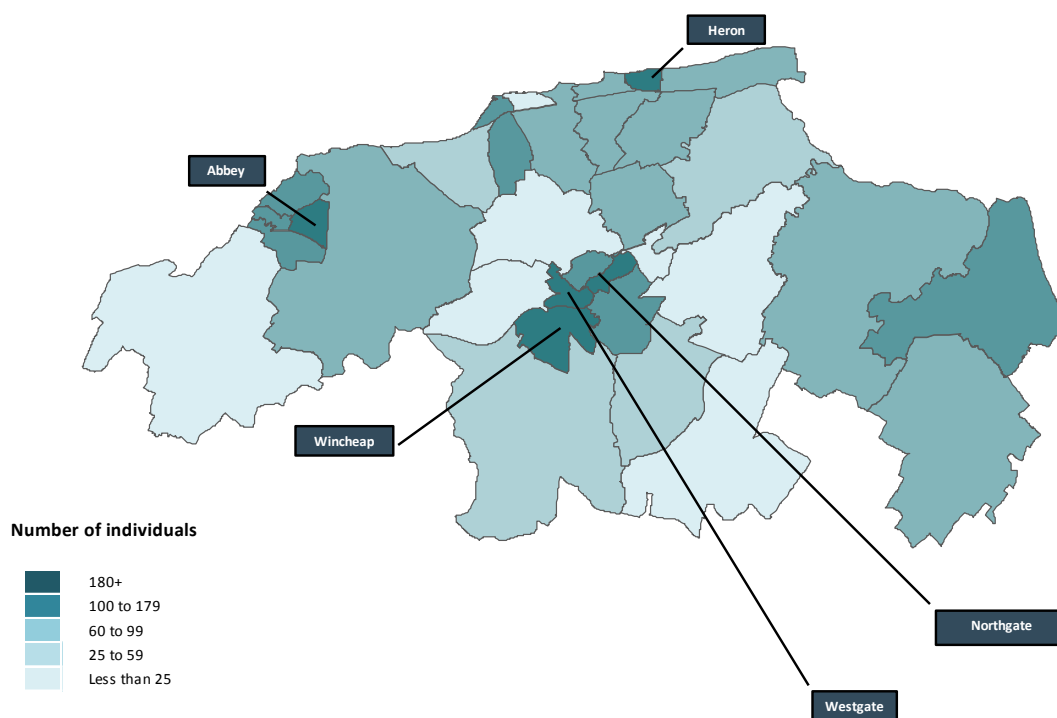 Heron
Abbey
Wincheap
Number of individuals
180+
100 to 179
60 to 99
25 to 59
Less than 25
Northgate
Westgate